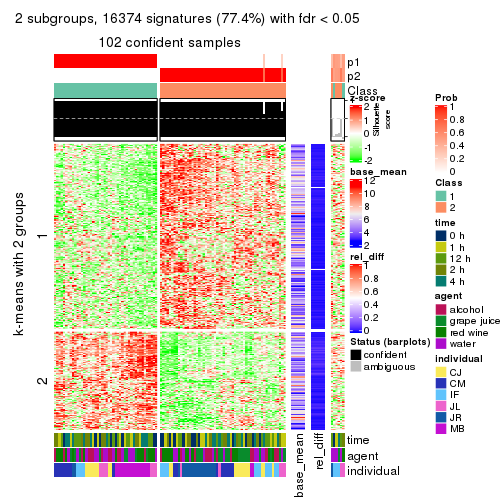 2 subgroups, 16374 signatures (77.4%) with fdr < 0.05
102 confident samples
p1
p2
Class
Silhouette
score
k-means with 2 groups
1
2
time
agent
individual
base_mean
rel_diff
z-score
2
1
0
-1
-2
base_mean
12
10
8
6
4
2
rel_diff
1
0.8
0.6
0.4
0.2
0
Status (barplots)
confident
ambiguous
Prob
1
0.8
0.6
0.4
0.2
0
Class
1
2
time
0 h
1 h
12 h
2 h
4 h
agent
alcohol
grape juice
red wine
water
individual
CJ
CM
IF
JL
JR
MB